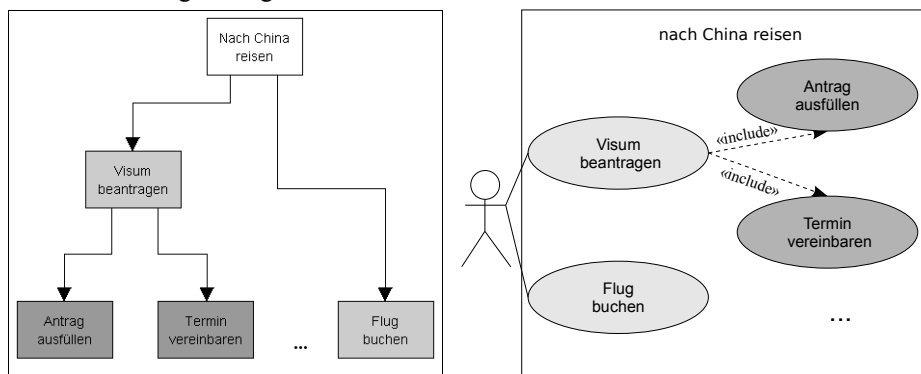 Nach China
reisen
Visum
beantragen
Antrag
ausfüllen
Termin
vereinbaren
...
Flug
buchen
nach China reisen
Antrag
ausfüllen
«include»
Visum
beantragen
«include»
Termin
vereinbaren
Flug
buchen
...